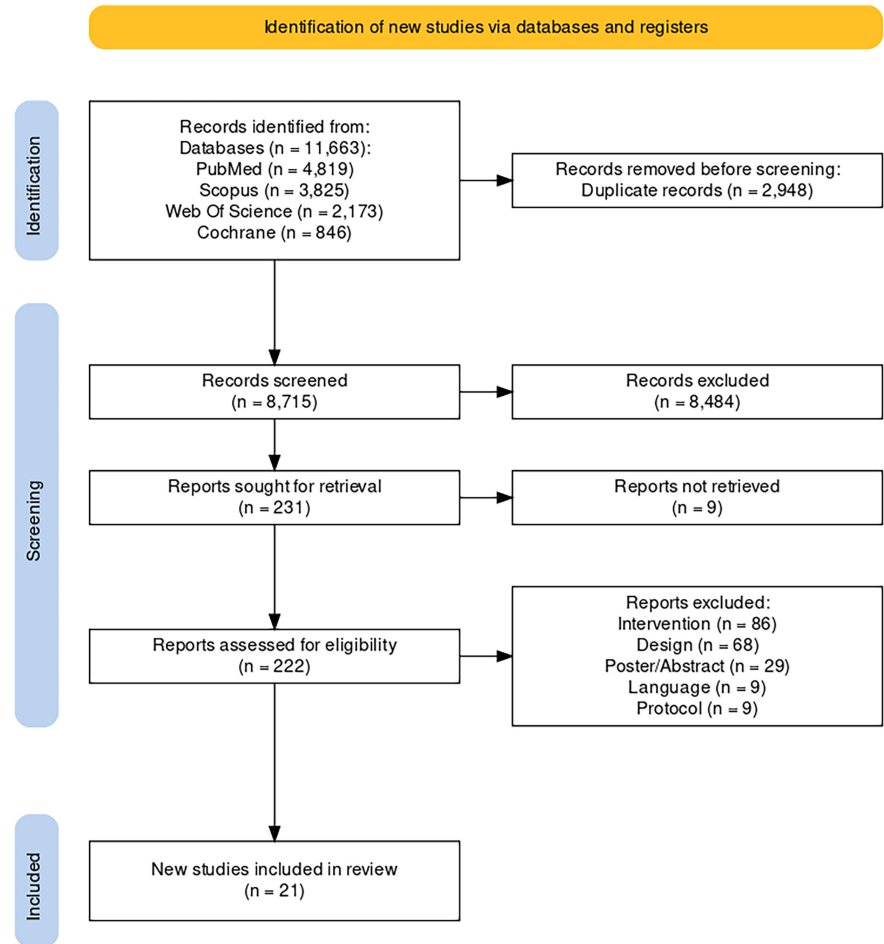 Identification of new studies via databases and registers
Identification
Records identified from:
Databases (n = 11,663):
PubMed (n = 4,819)
Scopus (n = 3,825)
Web Of Science (n = 2,173)
Cochrane (n = 846)
Records removed before screening:
Duplicate records (n = 2,948)
Screening
Records screened
(n = 8,715)
Records excluded
(n = 8,484)
Reports sought for retrieval
(n = 231)
Reports not retrieved
(n = 9)
Reports assessed for eligibility
(n = 222)
Reports excluded:
Intervention (n = 86)
Design (n = 68)
Poster/Abstract (n = 29)
Language (n = 9)
Protocol (n = 9)
Included
New studies included in review
(n = 21)